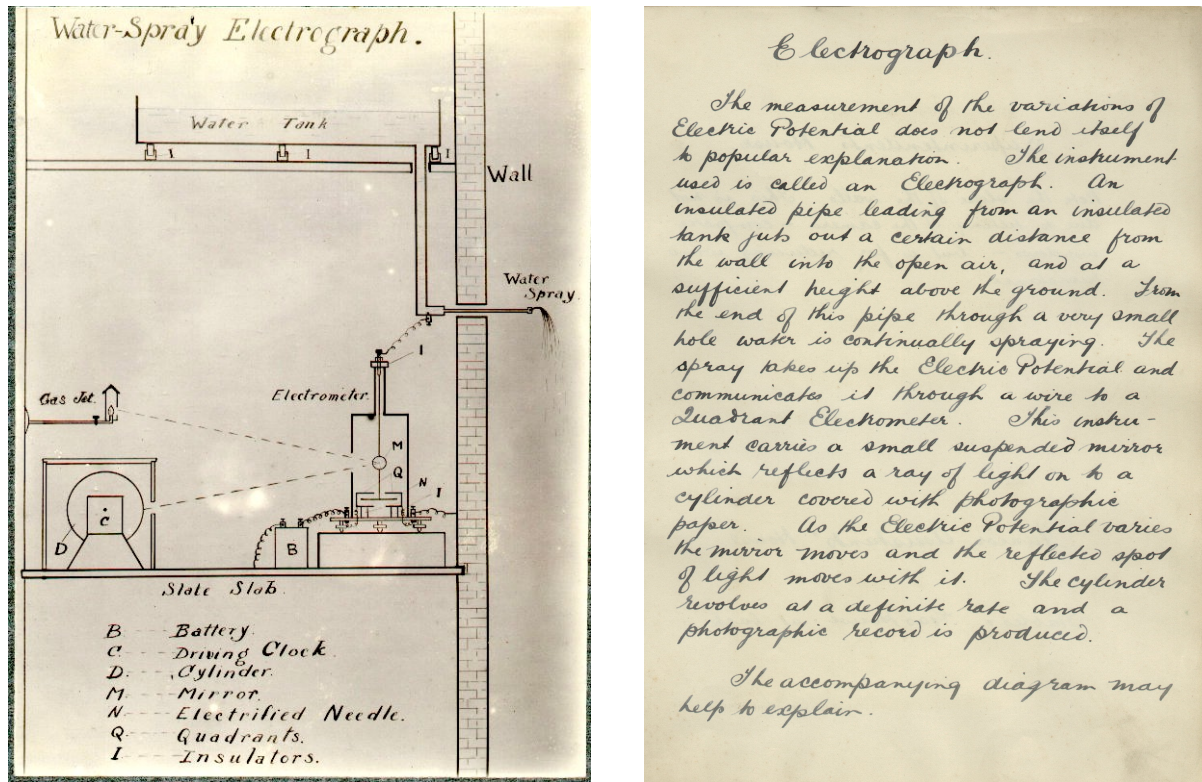 Water-Spray Electrograph.
Water Tank
I
I
I
Wall
Water
Spray.
I
Gas Jet.
Electrometer.
M
Q
N
I
C
D
B
Slate Slab.
B ---- Battery.
C ---- Driving Clock.
D ---- Cylinder.
M ---- Mirror.
N ---- Electrified Needle.
Q ---- Quadrants.
I ---- Insulators.
Electrograph.
The measurement of the variations of
Electric Potential does not lend itself
to popular explanation. The instrument
used is called an Electrograph. An
insulated pipe leading from an insulated
tank juts out a certain distance from
the wall into the open air, and at a
sufficient height above the ground. From
the end of this pipe through a very small
hole water is continually spraying. The
spray takes up the Electric Potential and
communicates it through a wire to a
Quadrant Electrometer. This instru-
ment carries a small suspended mirror
which reflects a ray of light on to a
cylinder covered with photographic
paper. As the Electric Potential varies
the mirror moves and the reflected spot
of light moves with it. The cylinder
revolves at a definite rate and a
photographic record is produced.
The accompanying diagram may
help to explain.